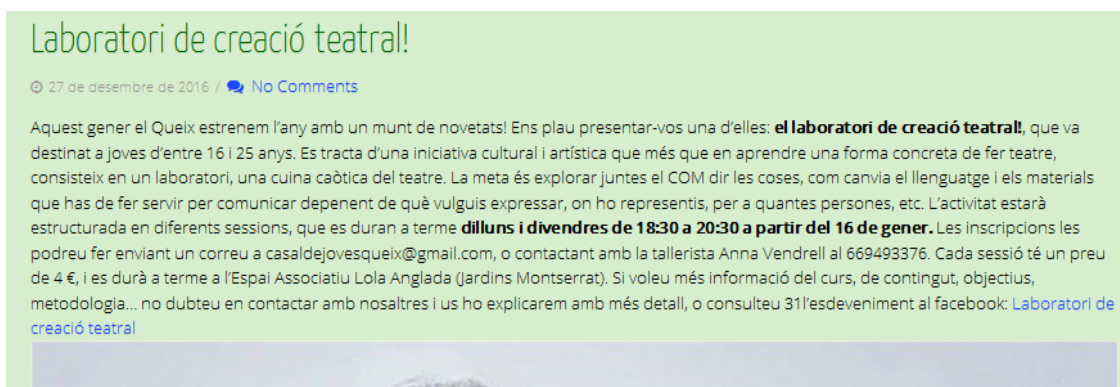 Laboratori de creació teatral!
27 de desembre de 2016 / No Comments
Aquest gener el Queix estrenem l'any amb un munt de novetats! Ens plau presentar-vos una d'elles: el laboratori de creació teatral!, que va
destinat a joves d'entre 16 i 25 anys. Es tracta d'una iniciativa cultural i artística que més que en aprendre una forma concreta de fer teatre,
consisteix en un laboratori, una cuina caòtica del teatre. La meta és explorar juntes el COM dir les coses, com canvia el llenguatge i els materials
que has de fer servir per comunicar depenent de què vulguis expressar, on ho representis, per a quantes persones, etc. L'activitat estarà
estructurada en diferents sessions, que es duran a terme dilluns i divendres de 18:30 a 20:30 a partir del 16 de gener. Les inscripcions les
podreu fer enviant un correu a casaldejovesqueix@gmail.com, o contactant amb la tallerista Anna Vendrell al 669493376. Cada sessió té un preu
de 4 €, i es durà a terme a l'Espai Associatiu Lola Anglada (Jardins Montserrat). Si voleu més informació del curs, de contingut, objectius,
metodologia... no dubteu en contactar amb nosaltres i us ho explicarem amb més detall, o consulteu 31l'esdeveniment al facebook: Laboratori de
creació teatral